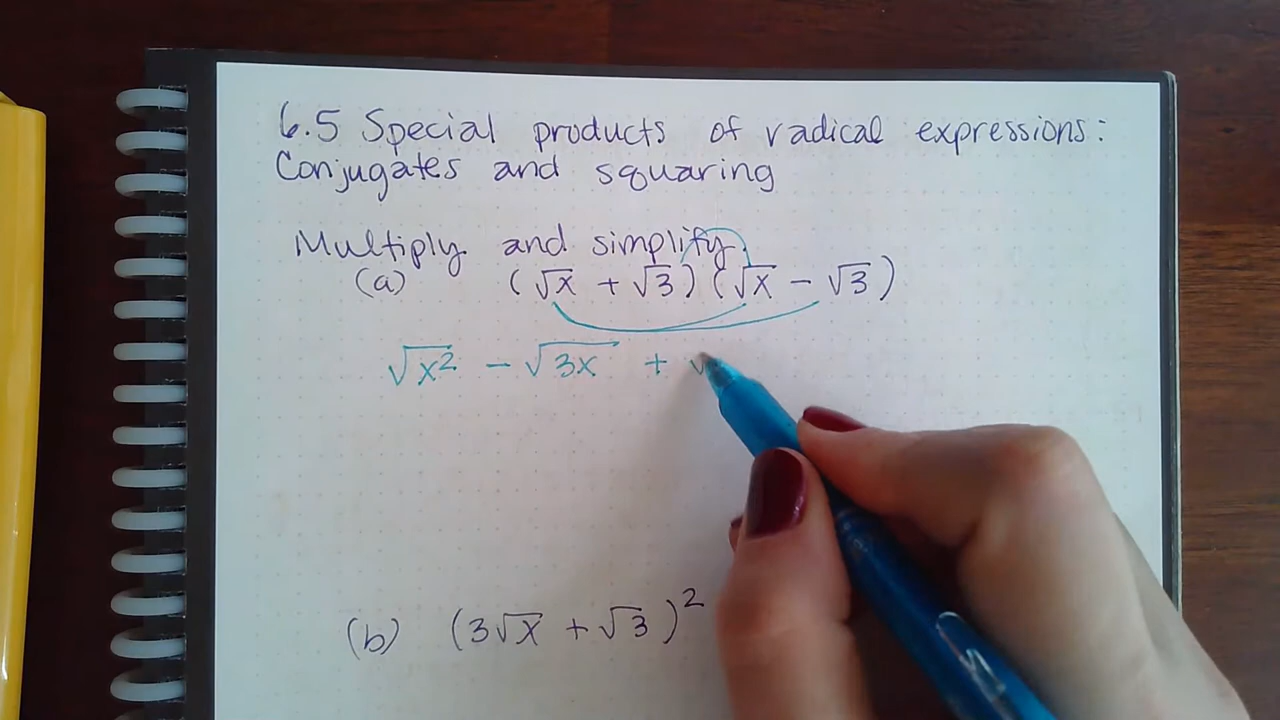 6.5 Special products of radical expressions:
Conjugates and squaring
Multiply and simplify.
(a) (√x + √3)(√x - √3)
√x² - √3x + √
(b) (3√x + √3)²